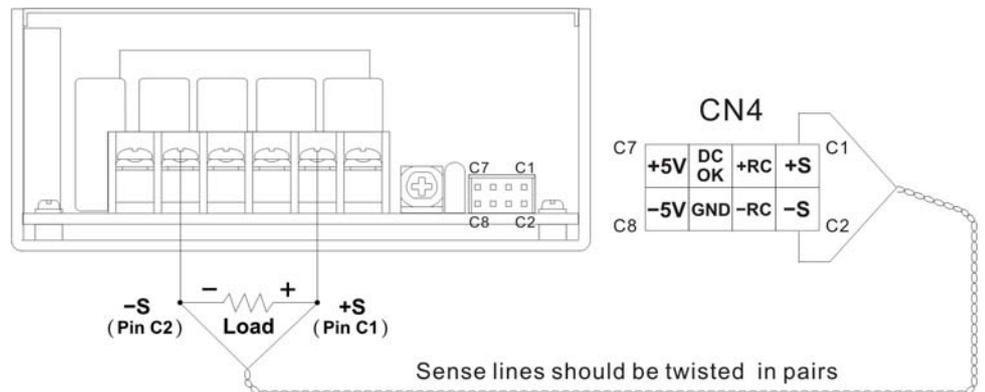 CN4
C7 C1
+5V DC OK +RC +S
−5V GND −RC −S
C8 C2
C7 C1
C8 C2
− +
−S Load +S
(Pin C2) (Pin C1)
Sense lines should be twisted in pairs